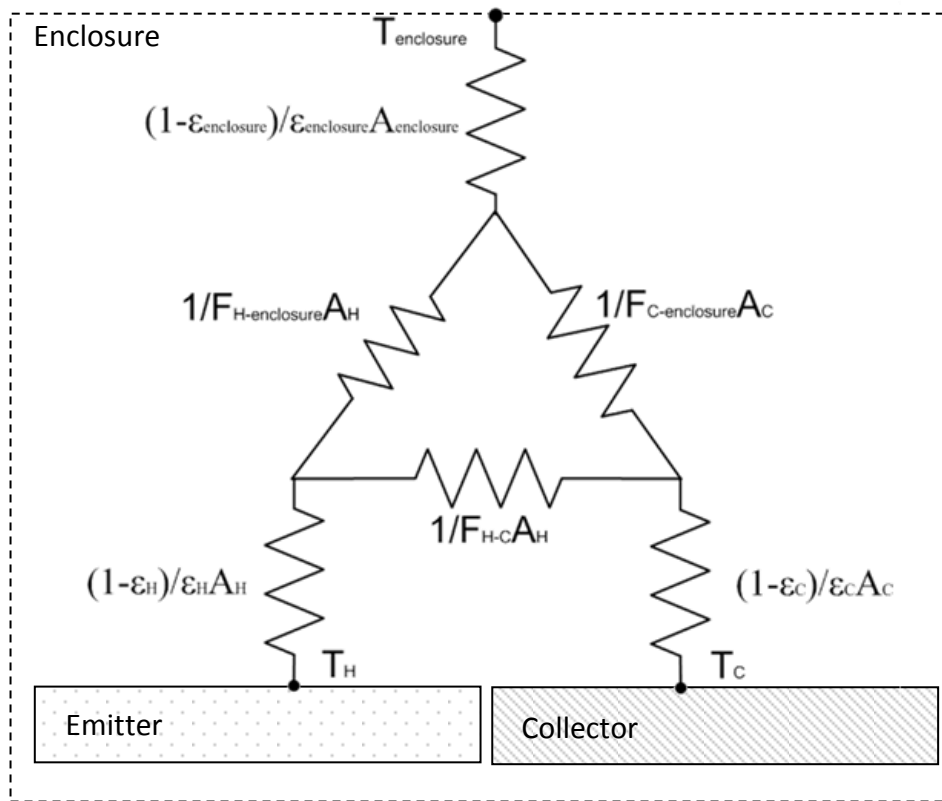 Enclosure
Tenclosure
(1-εenclosure)/εenclosureAenclosure
1/FH-enclosureAH
1/FC-enclosureAC
1/FH-CAH
(1-εH)/εHAH
(1-εC)/εCAC
TH
TC
Emitter
Collector